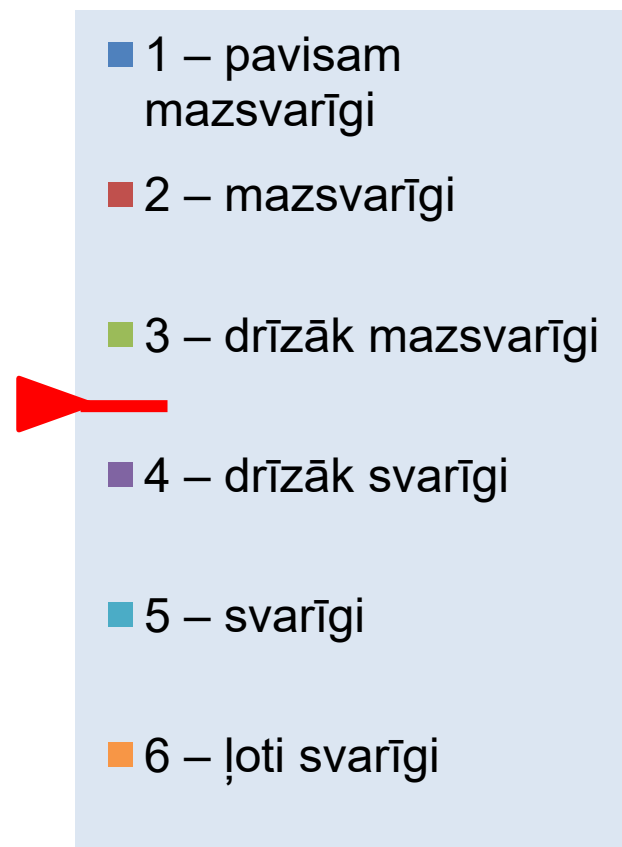 1 – pavisam
mazsvarīgi
2 – mazsvarīgi
3 – drīzāk mazsvarīgi
4 – drīzāk svarīgi
5 – svarīgi
6 – ļoti svarīgi